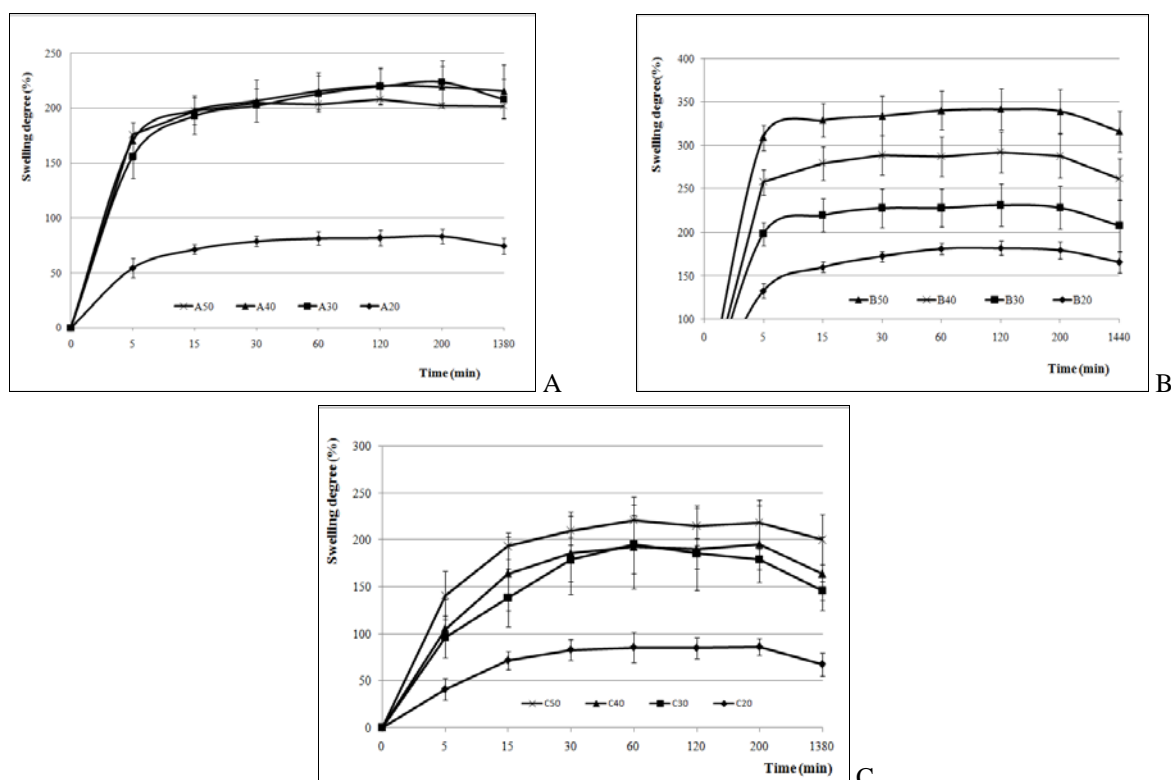 250
200
150
100
50
0
Swelling degree (%)
A50 A40 A30 A20
0 5 15 30 60 120 200 1380
Time (min)
A
400
350
300
250
200
150
100
Swelling degree(%)
B50 B40 B30 B20
0 5 15 30 60 120 200 1440
Time (min)
B
300
250
200
150
100
50
0
Swelling degree (%)
C50 C40 C30 C20
0 5 15 30 60 120 200 1380
Time (min)
C